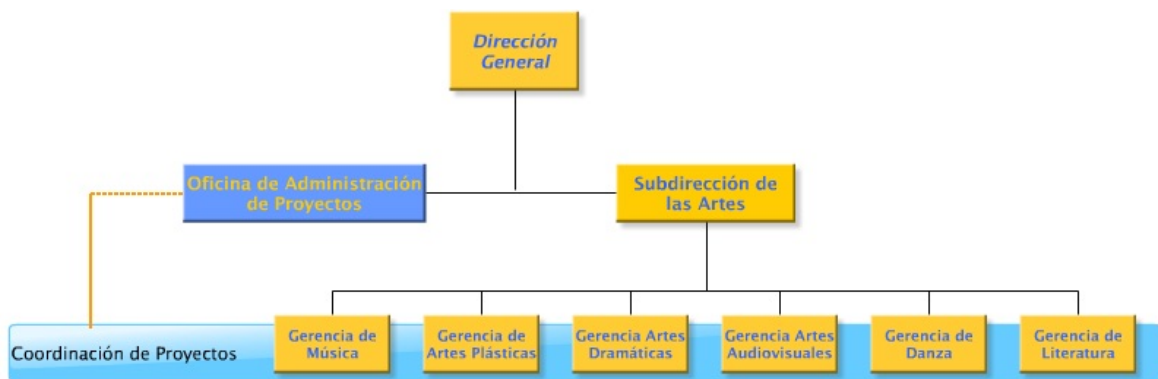 Dirección
General
Oficina de Administración
de Proyectos
Subdirección de
las Artes
Coordinación de Proyectos
Gerencia de
Música
Gerencia de
Artes Plásticas
Gerencia Artes
Dramáticas
Gerencia Artes
Audiovisuales
Gerencia de
Danza
Gerencia de
Literatura